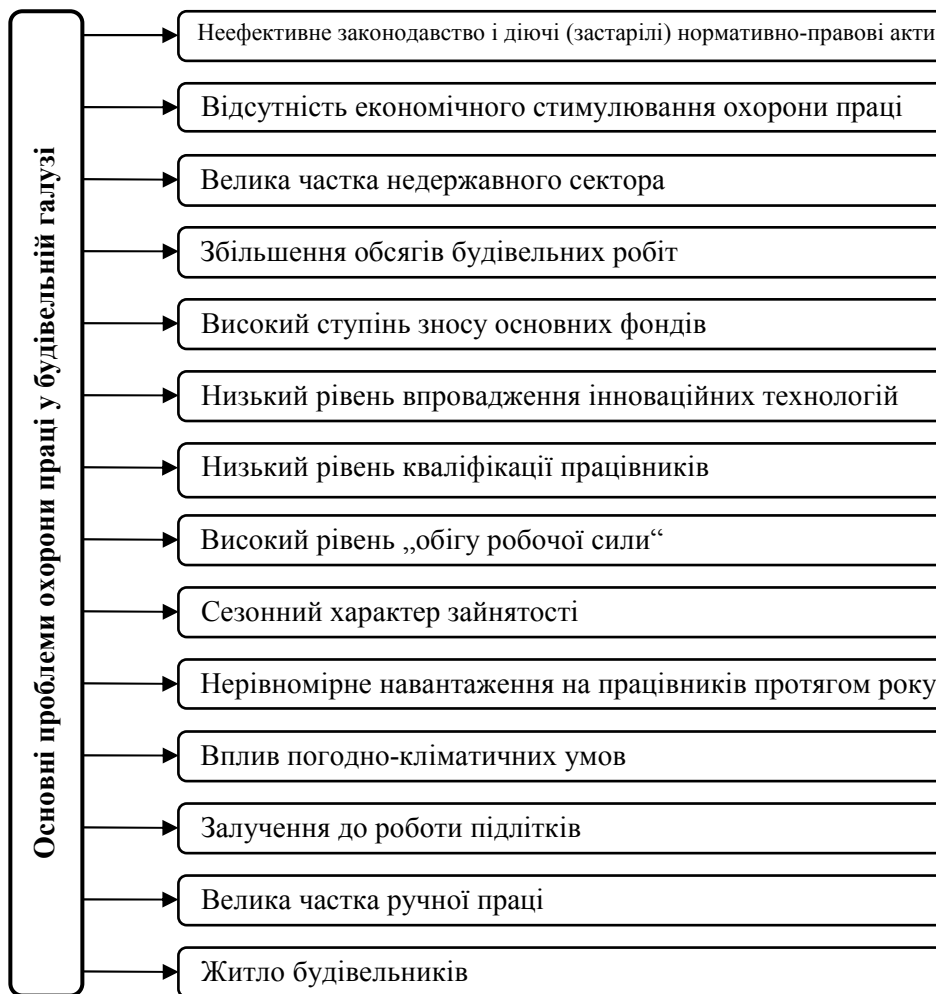 Основні проблеми охорони праці у будівельній галузі
Неефективне законодавство і діючі (застарілі) нормативно-правові акти
Відсутність економічного стимулювання охорони праці
Велика частка недержавного сектора
Збільшення обсягів будівельних робіт
Високий ступінь зносу основних фондів
Низький рівень впровадження інноваційних технологій
Низький рівень кваліфікації працівників
Високий рівень „обігу робочої сили“
Сезонний характер зайнятості
Нерівномірне навантаження на працівників протягом року
Вплив погодно-кліматичних умов
Залучення до роботи підлітків
Велика частка ручної праці
Житло будівельників